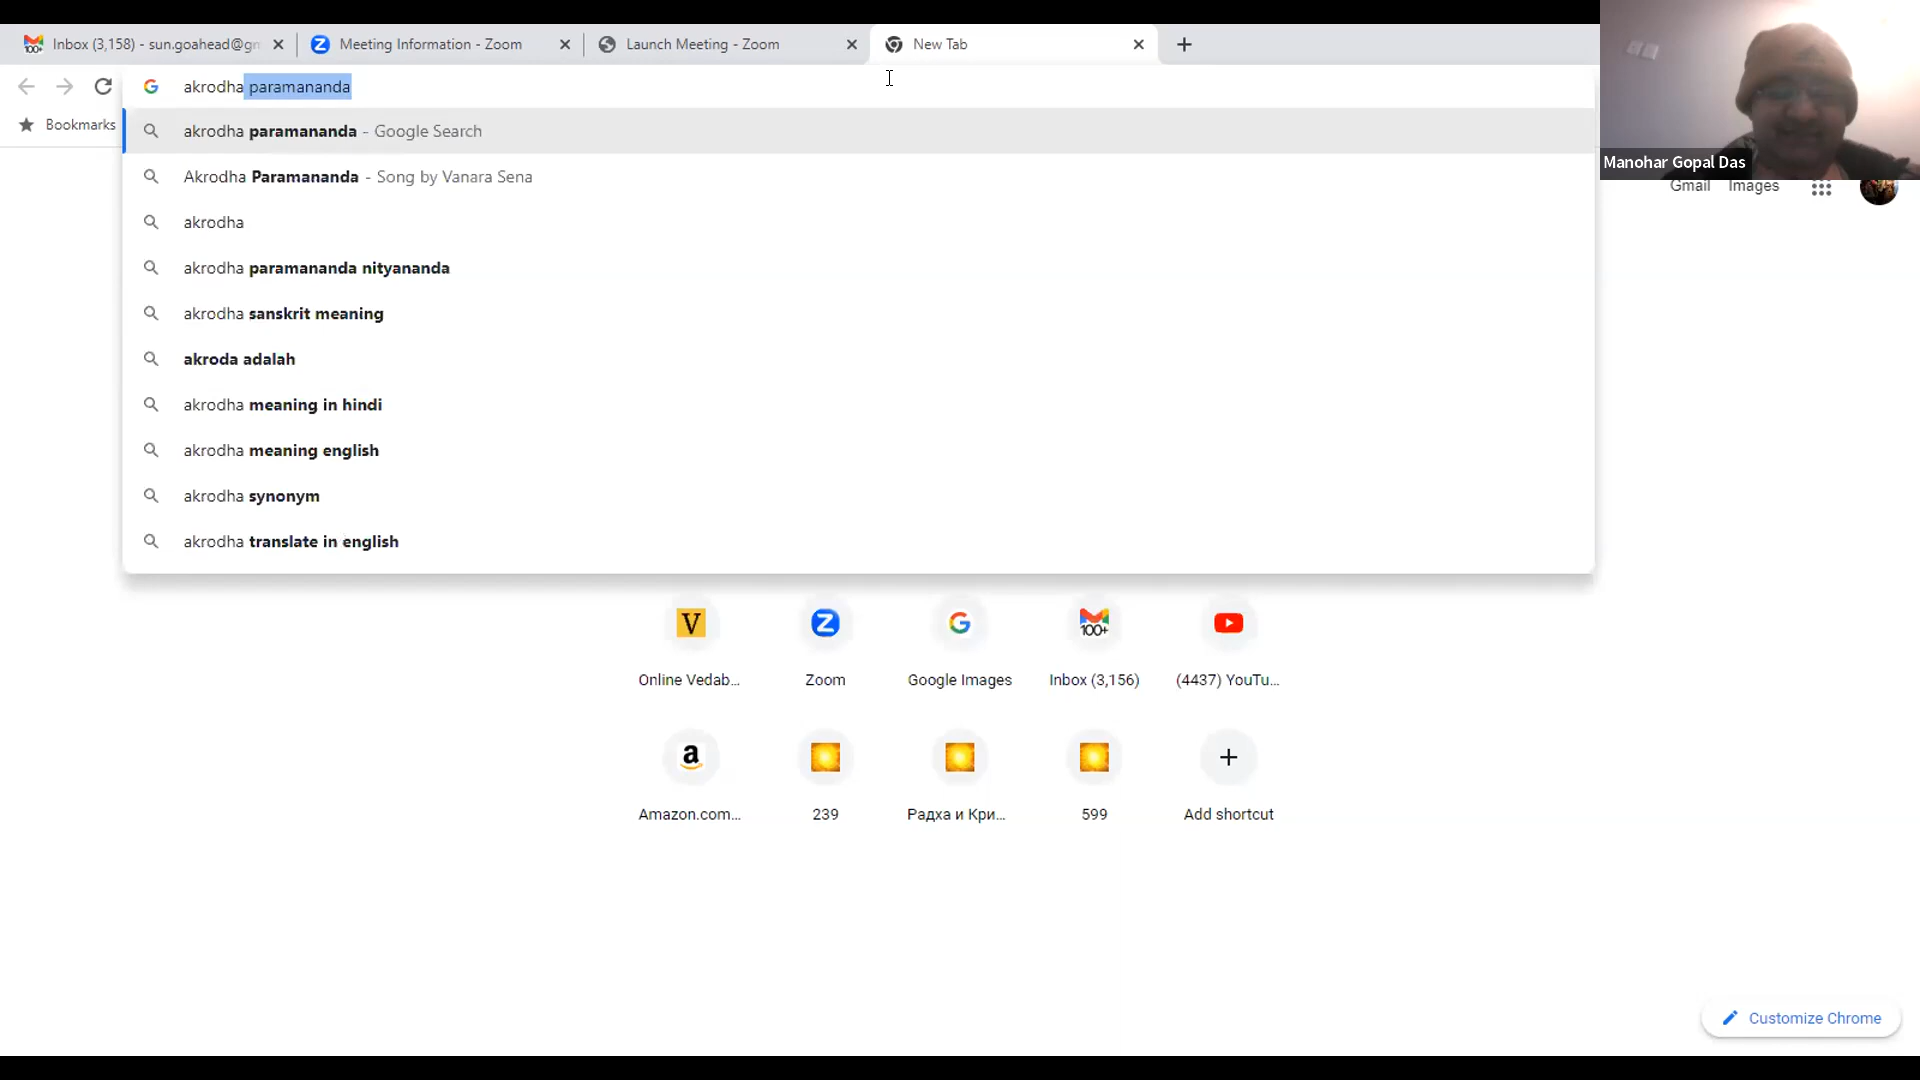 Inbox (3,158) - sun.goahead@gm
Meeting Information - Zoom
Launch Meeting - Zoom
New Tab
akrodha paramananda
Bookmarks
akrodha paramananda - Google Search
Akrodha Paramananda - Song by Vanara Sena
akrodha
akrodha paramananda nityananda
akrodha sanskrit meaning
akroda adalah
akrodha meaning in hindi
akrodha meaning english
akrodha synonym
akrodha translate in english
Manohar Gopal Das
Gmail Images
100+
Online Vedab...
Zoom
Google Images
Inbox (3,156)
(4437) YouTu...
Amazon.com...
239
Радха и Кри...
599
Add shortcut
Customize Chrome